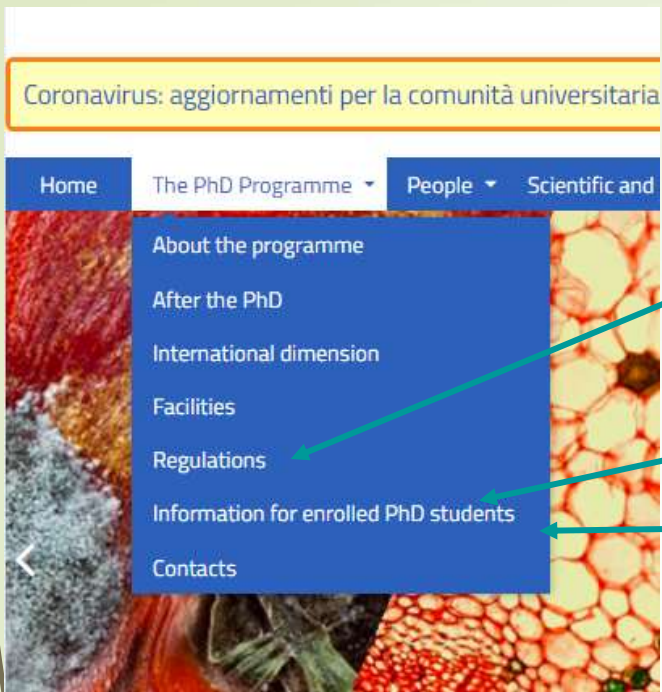 Coronavirus: aggiornamenti per la comunità universitaria
Home The PhD Programme People Scientific and
About the programme
After the PhD
International dimension
Facilities
Regulations
Information for enrolled PhD students
Contacts